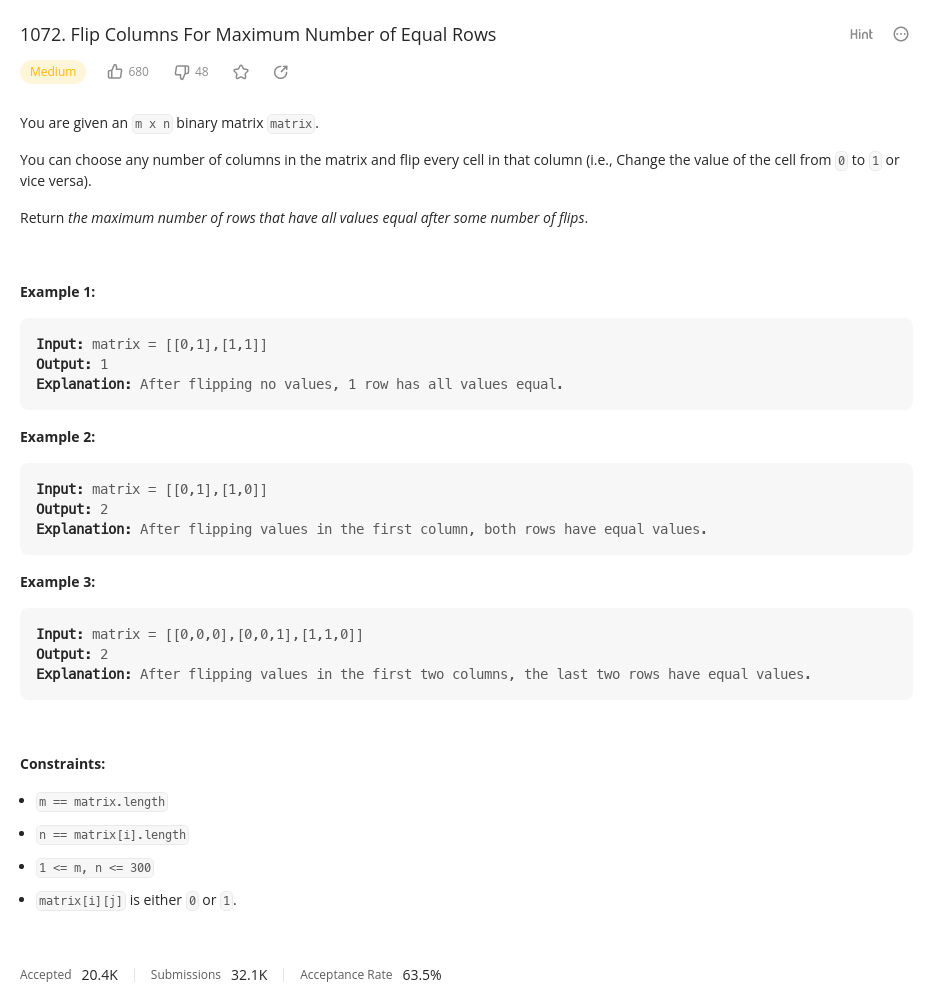 1072. Flip Columns For Maximum Number of Equal Rows
Hint
Medium
680
48
You are given an m x n binary matrix matrix.
You can choose any number of columns in the matrix and flip every cell in that column (i.e., Change the value of the cell from 0 to 1 or
vice versa).
Return the maximum number of rows that have all values equal after some number of flips.
Example 1:
Input: matrix = [[0,1],[1,1]]
Output: 1
Explanation: After flipping no values, 1 row has all values equal.
Example 2:
Input: matrix = [[0,1],[1,0]]
Output: 2
Explanation: After flipping values in the first column, both rows have equal values.
Example 3:
Input: matrix = [[0,0,0],[0,0,1],[1,1,0]]
Output: 2
Explanation: After flipping values in the first two columns, the last two rows have equal values.
Constraints:
m == matrix.length
n == matrix[i].length
1 <= m, n <= 300
matrix[i][j] is either 0 or 1.
Accepted 20.4K Submissions 32.1K Acceptance Rate 63.5%